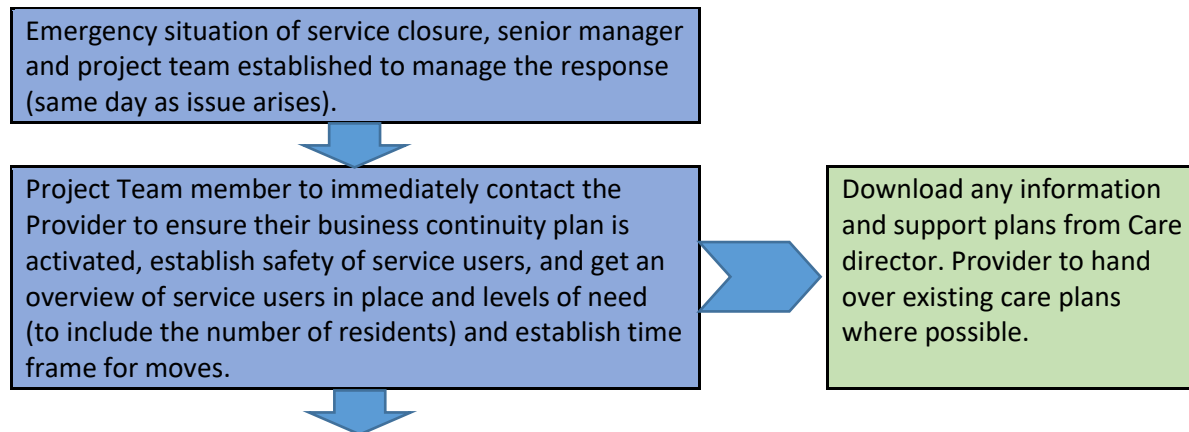 Emergency situation of service closure, senior manager
and project team established to manage the response
(same day as issue arises).
Project Team member to immediately contact the
Provider to ensure their business continuity plan is
activated, establish safety of service users, and get an
overview of service users in place and levels of need
(to include the number of residents) and establish time
frame for moves.
Download any information
and support plans from Care
director. Provider to hand
over existing care plans
where possible.